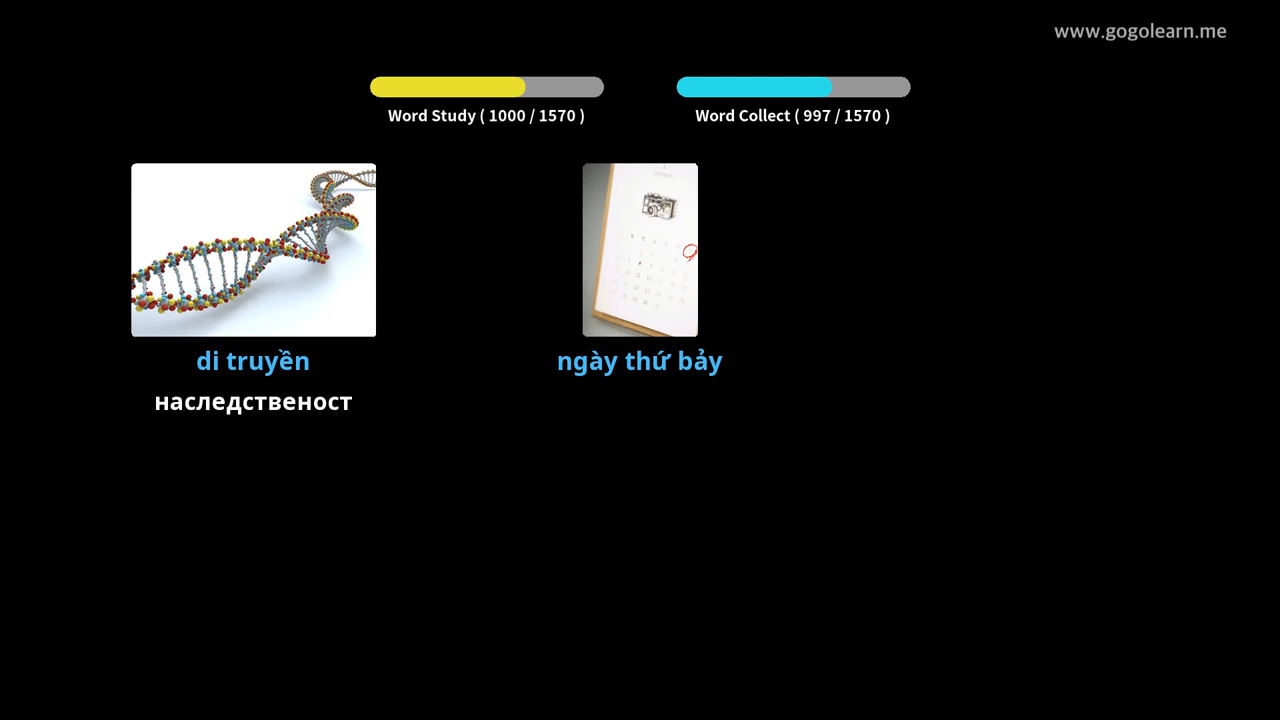 www.gogolearn.me
Word Study ( 1000 / 1570 )
Word Collect ( 997 / 1570 )
di truyền
ngày thứ bảy
наследственост